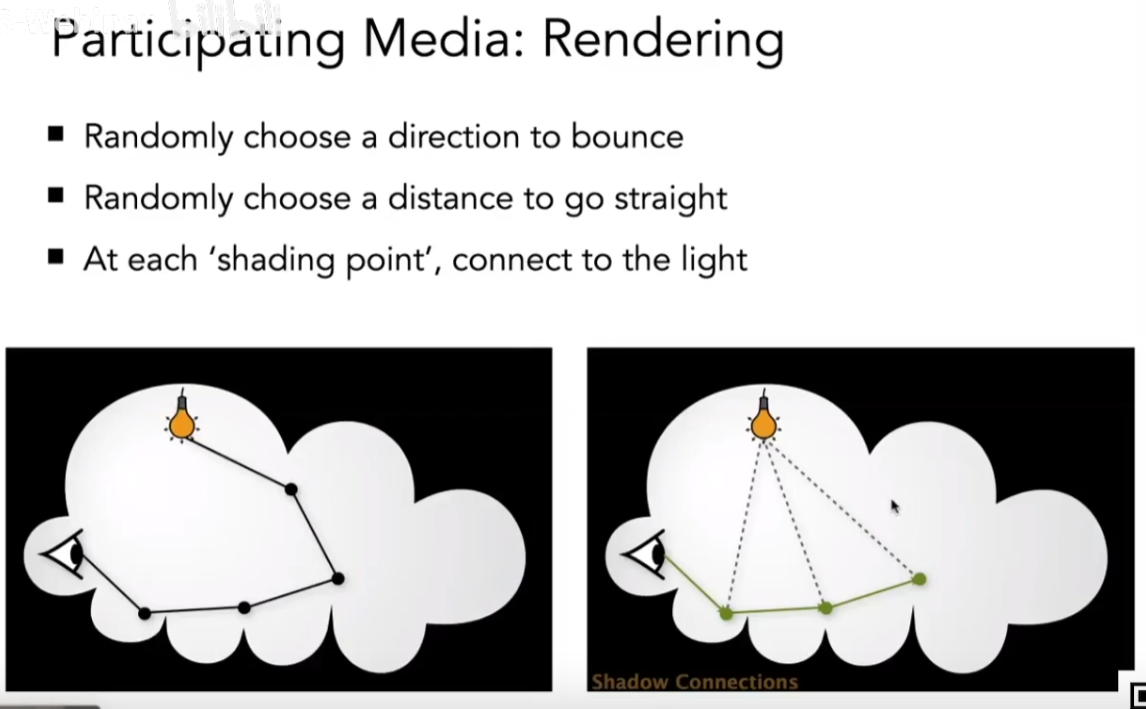 Participating Media: Rendering
Randomly choose a direction to bounce
Randomly choose a distance to go straight
At each ‘shading point’, connect to the light
Shadow Connections